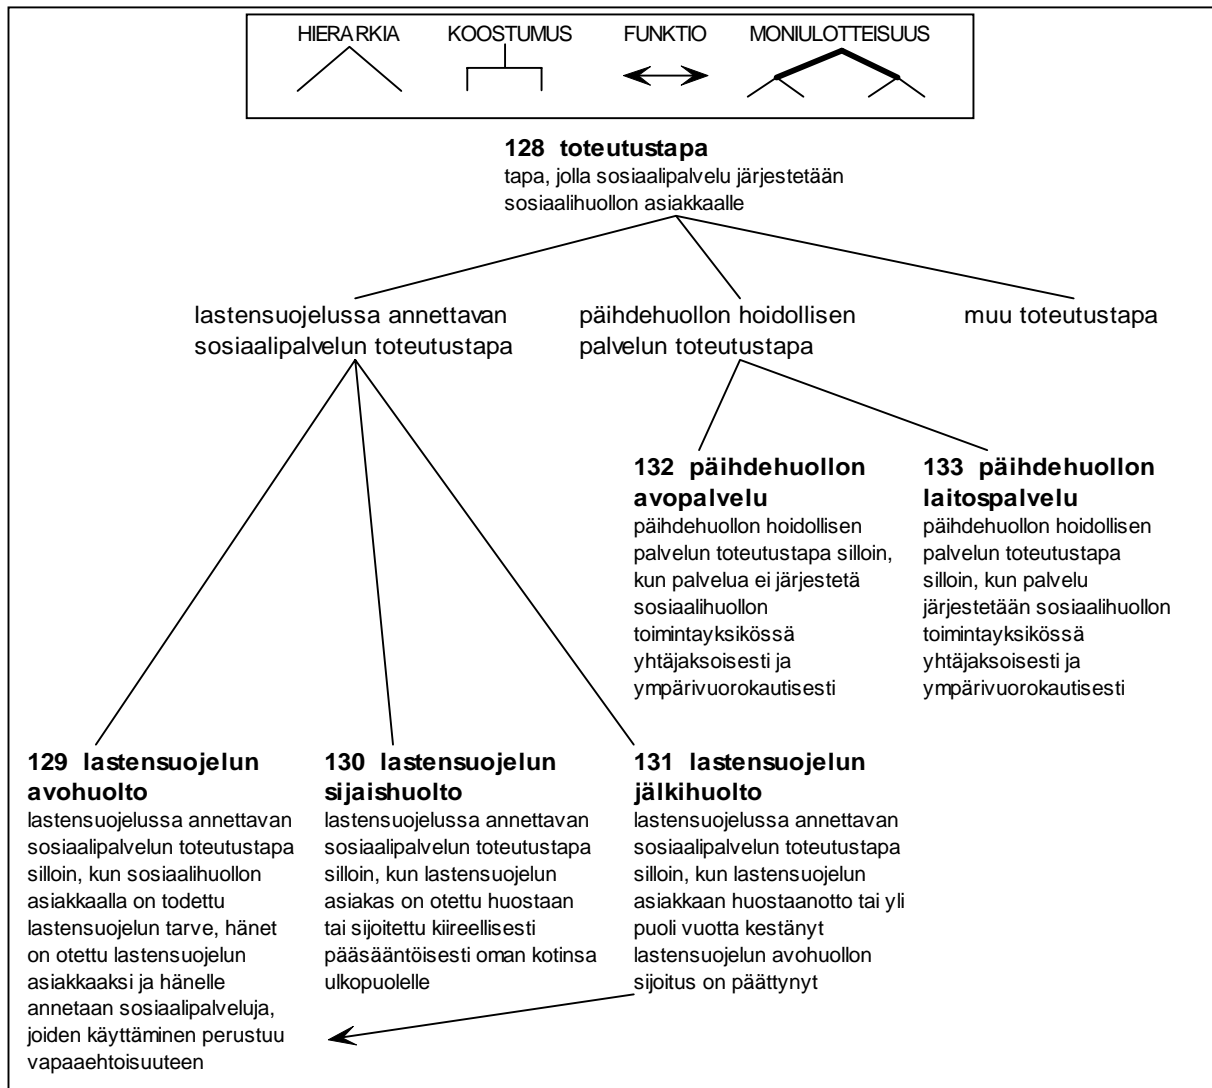 HIERARKIA KOOSTUMUS FUNKTIO MONIULOTTEISUUS
128 toteutustapa
tapa, jolla sosiaalipalvelu järjestetään
sosiaalihuollon asiakkaalle
lastensuojelussa annettavan
sosiaalipalvelun toteutustapa
päihdehuollon hoidollisen
palvelun toteutustapa
muu toteutustapa
132 päihdehuollon
avopalvelu
päihdehuollon hoidollisen
palvelun toteutustapa silloin,
kun palvelua ei järjestetä
sosiaalihuollon
toimintayksikössä
yhtäjaksoisesti ja
ympärivuorokautisesti
133 päihdehuollon
laitospalvelu
päihdehuollon hoidollisen
palvelun toteutustapa
silloin, kun palvelu
järjestetään sosiaalihuollon
toimintayksikössä
yhtäjaksoisesti ja
ympärivuorokautisesti
129 lastensuojelun
avohuolto
lastensuojelussa annettavan
sosiaalipalvelun toteutustapa
silloin, kun sosiaalihuollon
asiakkaalla on todettu
lastensuojelun tarve, hänet
on otettu lastensuojelun
asiakkaaksi ja hänelle
annetaan sosiaalipalveluja,
joiden käyttäminen perustuu
vapaaehtoisuuteen
130 lastensuojelun
sijaishuolto
lastensuojelussa annettavan
sosiaalipalvelun toteutustapa
silloin, kun lastensuojelun
asiakas on otettu huostaan
tai sijoitettu kiireellisesti
pääsääntöisesti oman kotinsa
ulkopuolelle
131 lastensuojelun
jälkihuolto
lastensuojelussa annettavan
sosiaalipalvelun toteutustapa
silloin, kun lastensuojelun
asiakkaan huostaanotto tai yli
puoli vuotta kestänyt
lastensuojelun avohuollon
sijoitus on päättynyt